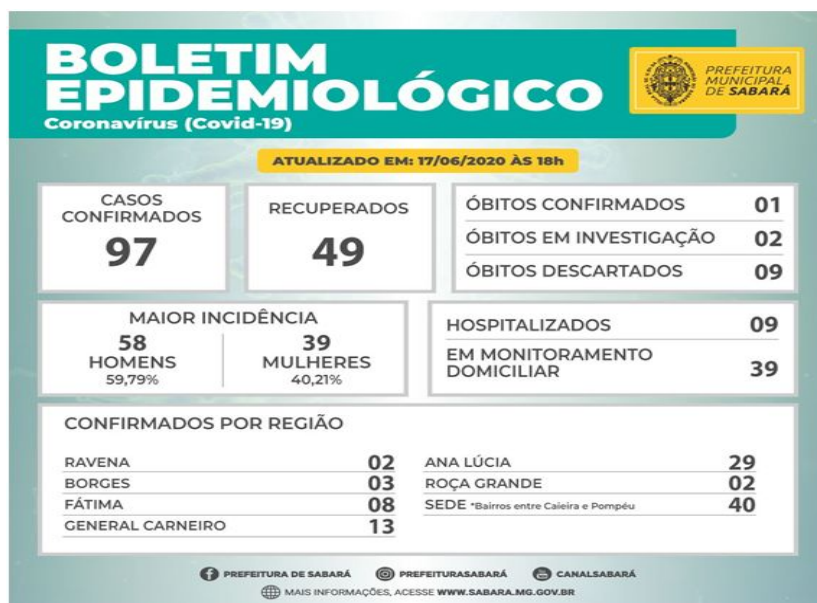 BOLETIM
EPIDEMIOLÓGICO
Coronavírus (Covid-19)
PREFEITURA
MUNICIPAL
DE SABARÁ
ATUALIZADO EM: 17/06/2020 ÀS 18h
CASOS
CONFIRMADOS
97
RECUPERADOS
49
ÓBITOS CONFIRMADOS 01
ÓBITOS EM INVESTIGAÇÃO 02
ÓBITOS DESCARTADOS 09
MAIOR INCIDÊNCIA
58
HOMENS
59,79%
39
MULHERES
40,21%
HOSPITALIZADOS 09
EM MONITORAMENTO
DOMICILIAR 39
CONFIRMADOS POR REGIÃO
RAVENA 02
BORGES 03
FÁTIMA 08
GENERAL CARNEIRO 13
ANA LÚCIA 29
ROÇA GRANDE 02
SEDE *Bairros entre Caieira e Pompéu 40
PREFEITURA DE SABARÁ PREFEITURASABARÁ CANALSABARÁ
MAIS INFORMAÇÕES, ACESSE WWW.SABARA.MG.GOV.BR